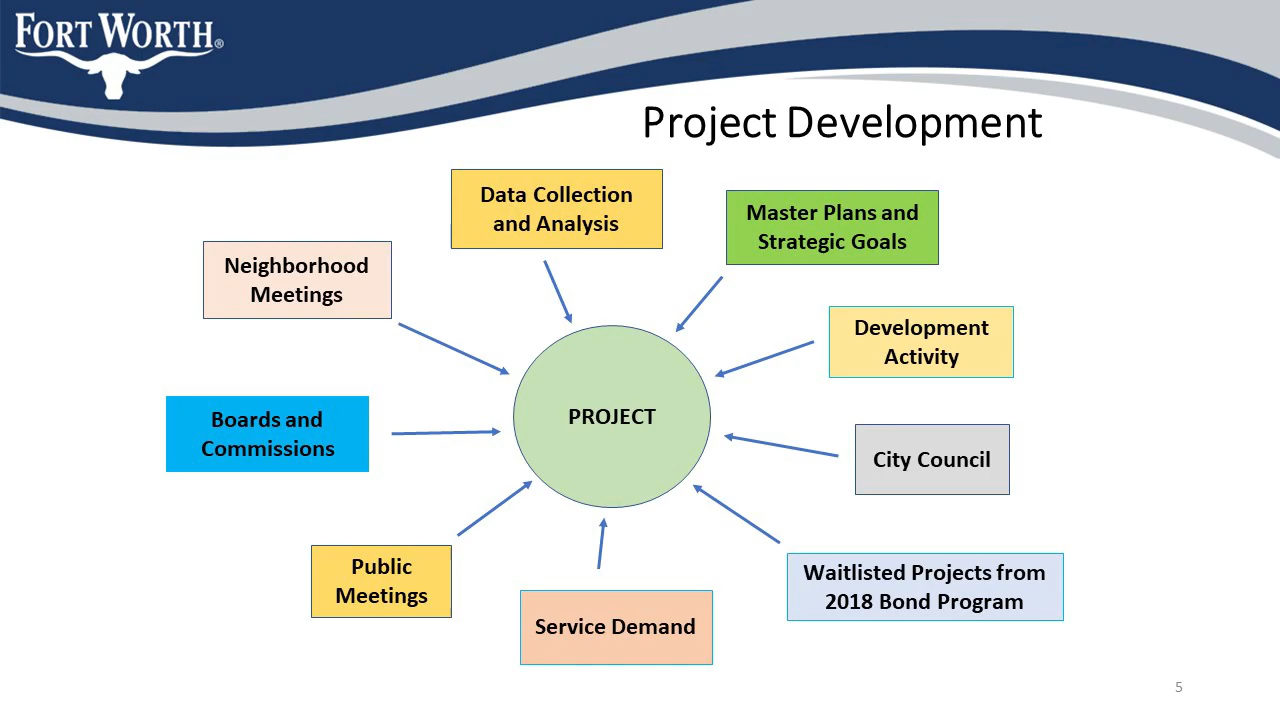 FORT WORTH®
Project Development
Data Collection
and Analysis
Master Plans and
Strategic Goals
Neighborhood
Meetings
Development
Activity
PROJECT
Boards and
Commissions
City Council
Public
Meetings
Waitlisted Projects from
2018 Bond Program
Service Demand
5